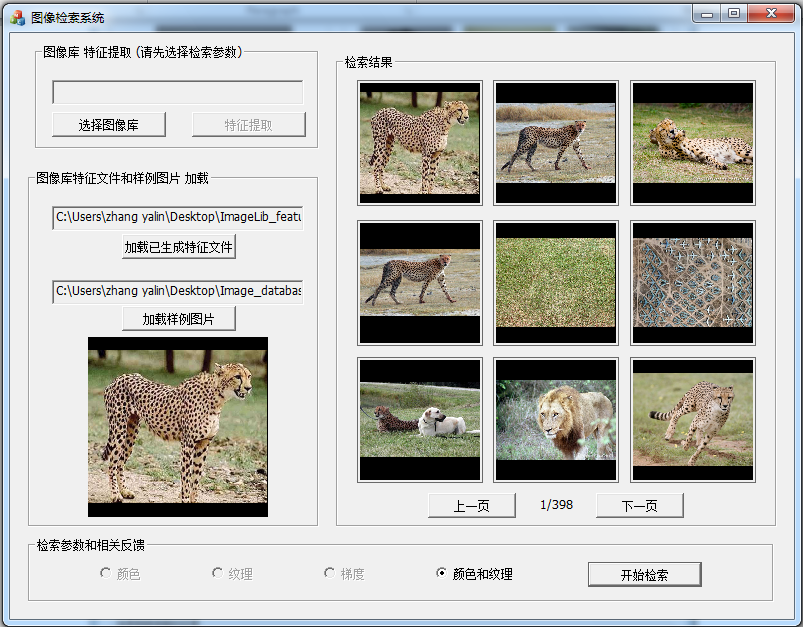 图像检索系统
图像库 特征提取 (请先选择检索参数)
选择图像库
特征提取
图像库特征文件和样例图片 加载
C:\Users\zhang yalin\Desktop\ImageLib_featu
加载已生成特征文件
C:\Users\zhang yalin\Desktop\Image_databas
加载样例图片
检索结果
上一页
1/398
下一页
检索参数和相关反馈
颜色
纹理
梯度
颜色和纹理
开始检索